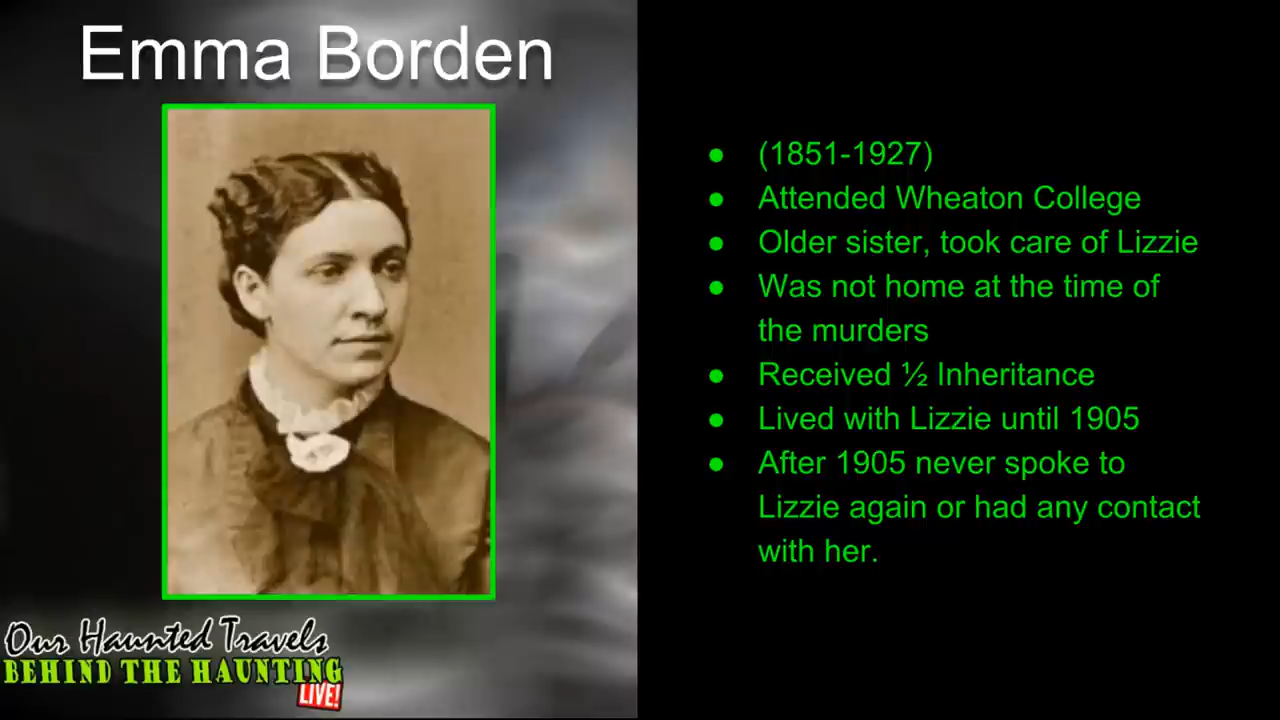 Emma Borden
● (1851-1927)
● Attended Wheaton College
● Older sister, took care of Lizzie
● Was not home at the time of
the murders
● Received ½ Inheritance
● Lived with Lizzie until 1905
● After 1905 never spoke to
Lizzie again or had any contact
with her.
Our Haunted Travels
BEHIND THE HAUNTING
LIVE!